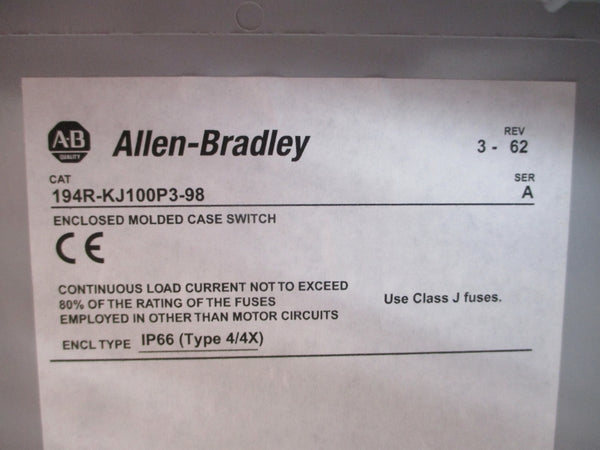 A-B
QUALITY
Allen-Bradley
REV
3 - 62
CAT
SER
194R-KJ100P3-98
A
ENCLOSED MOLDED CASE SWITCH
CE
CONTINUOUS LOAD CURRENT NOT TO EXCEED
80% OF THE RATING OF THE FUSES
EMPLOYED IN OTHER THAN MOTOR CIRCUITS
Use Class J fuses.
ENCL TYPE IP66 (Type 4/4X)